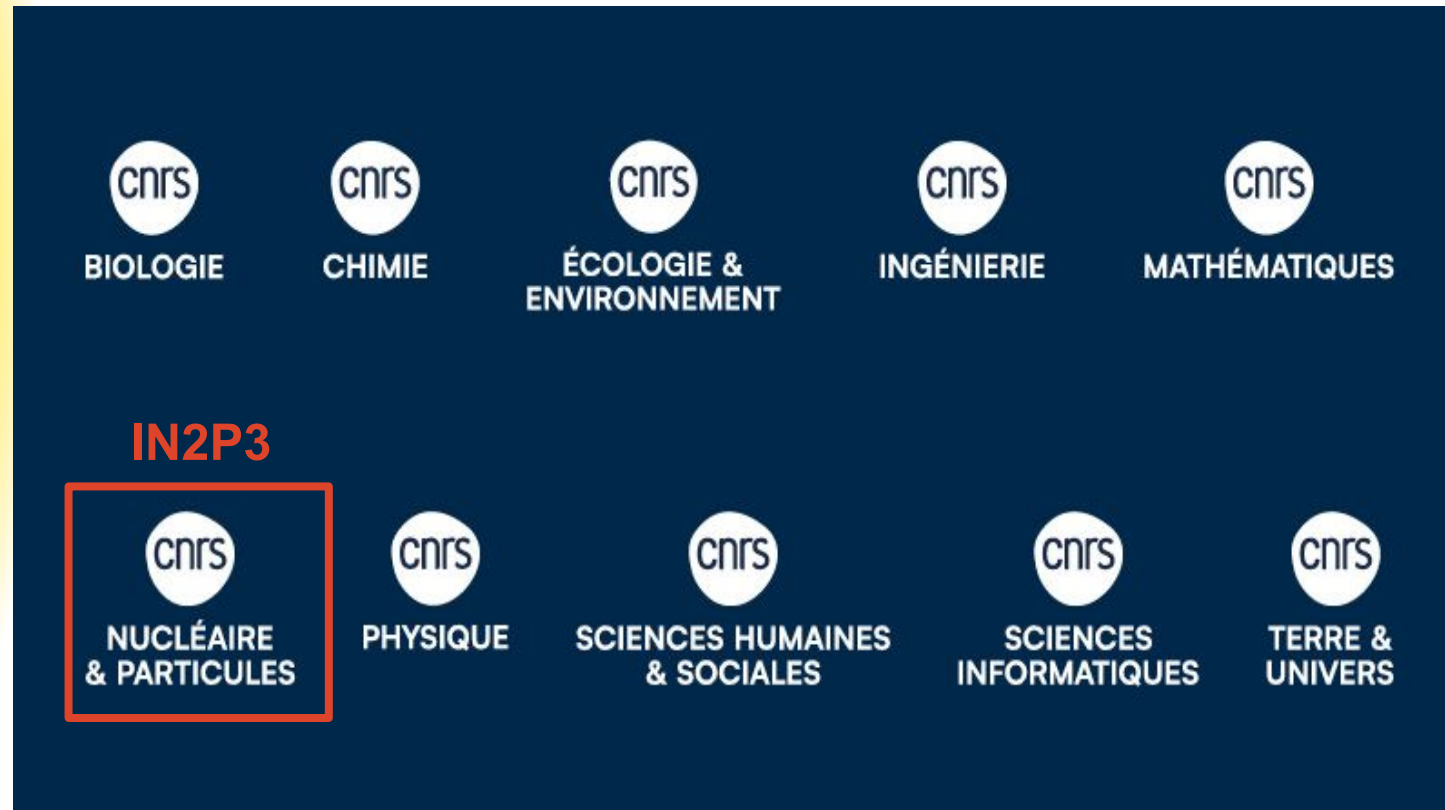 cnrs
BIOLOGIE
cnrs
CHIMIE
cnrs
ÉCOLOGIE &
ENVIRONNEMENT
cnrs
INGÉNIERIE
cnrs
MATHÉMATIQUES
IN2P3
cnrs
NUCLÉAIRE
& PARTICULES
cnrs
PHYSIQUE
cnrs
SCIENCES HUMAINES
& SOCIALES
cnrs
SCIENCES
INFORMATIQUES
cnrs
TERRE &
UNIVERS